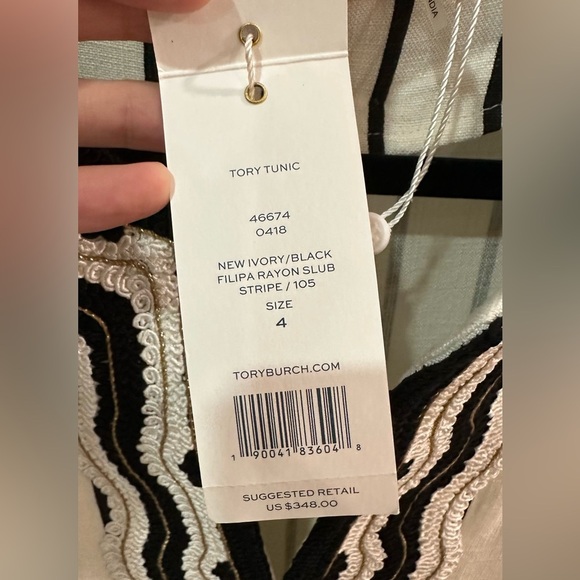 TORY TUNIC
46674
0418
NEW IVORY/BLACK
FILIPA RAYON SLUB
STRIPE / 105
SIZE
4
TORYBURCH.COM
1 90041 83604 8
SUGGESTED RETAIL
US $348.00